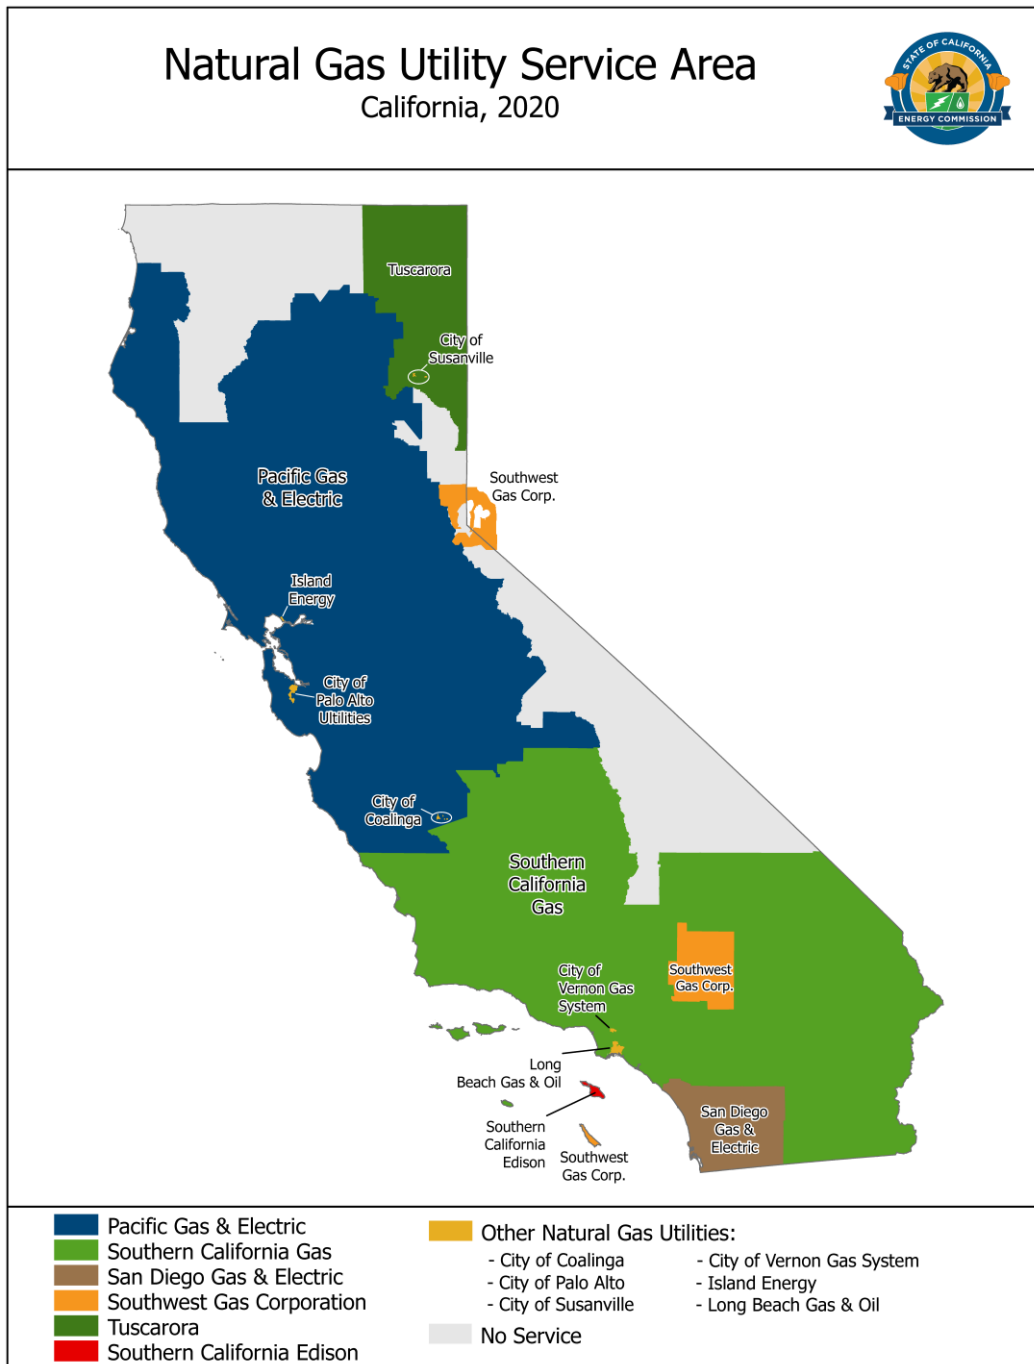 Natural Gas Utility Service Area
California, 2020
STATE OF CALIFORNIA
ENERGY COMMISSION
Tuscarora
City of
Susanville
Pacific Gas
& Electric
Southwest
Gas Corp.
Island
Energy
City of
Palo Alto
Ultilities
City of
Coalinga
Southern
California
Gas
Southwest
Gas Corp.
City of
Vernon Gas
System
Long
Beach Gas & Oil
Southern
California
Edison
Southwest
Gas Corp.
San Diego
Gas &
Electric
Pacific Gas & Electric
Southern California Gas
San Diego Gas & Electric
Southwest Gas Corporation
Tuscarora
Southern California Edison
Other Natural Gas Utilities:
- City of Coalinga
- City of Palo Alto
- City of Susanville
- City of Vernon Gas System
- Island Energy
- Long Beach Gas & Oil
No Service